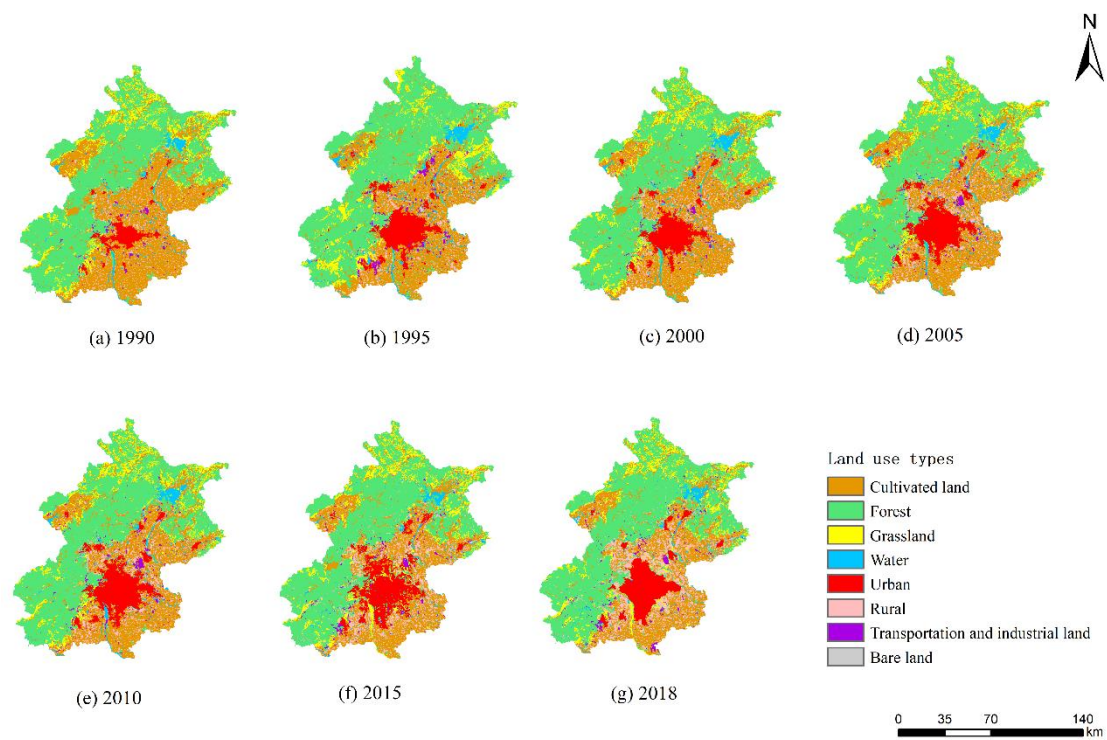 N
(a) 1990
(b) 1995
(c) 2000
(d) 2005
(e) 2010
(f) 2015
(g) 2018
Land use types
Cultivated land
Forest
Grassland
Water
Urban
Rural
Transportation and industrial land
Bare land
0 35 70 140
km